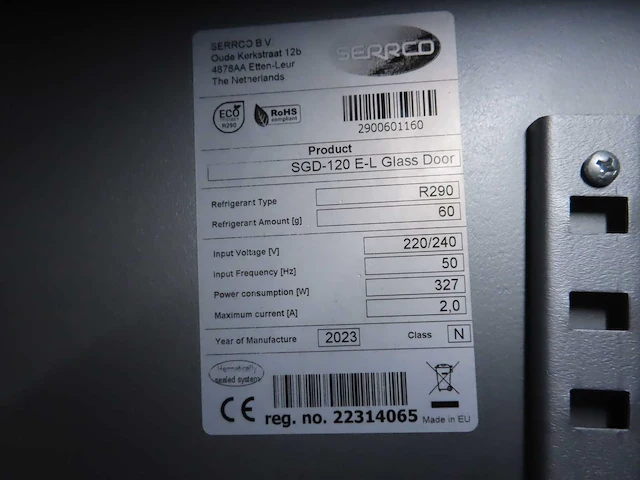 SERRCO B.V.
Oude Kerkstraat 12b
4878AA Etten-Leur
The Netherlands
SERRCO
ECO
R290
RoHS
compliant
2900601160
Product
SGD-120 E-L Glass Door
Refrigerant Type R290
Refrigerant Amount [g] 60
Input Voltage [V] 220/240
Input Frequency [Hz] 50
Power consumption [W] 327
Maximum current [A] 2,0
Year of Manufacture 2023 Class N
Hermetically
sealed system
CE reg. no. 22314065 Made in EU